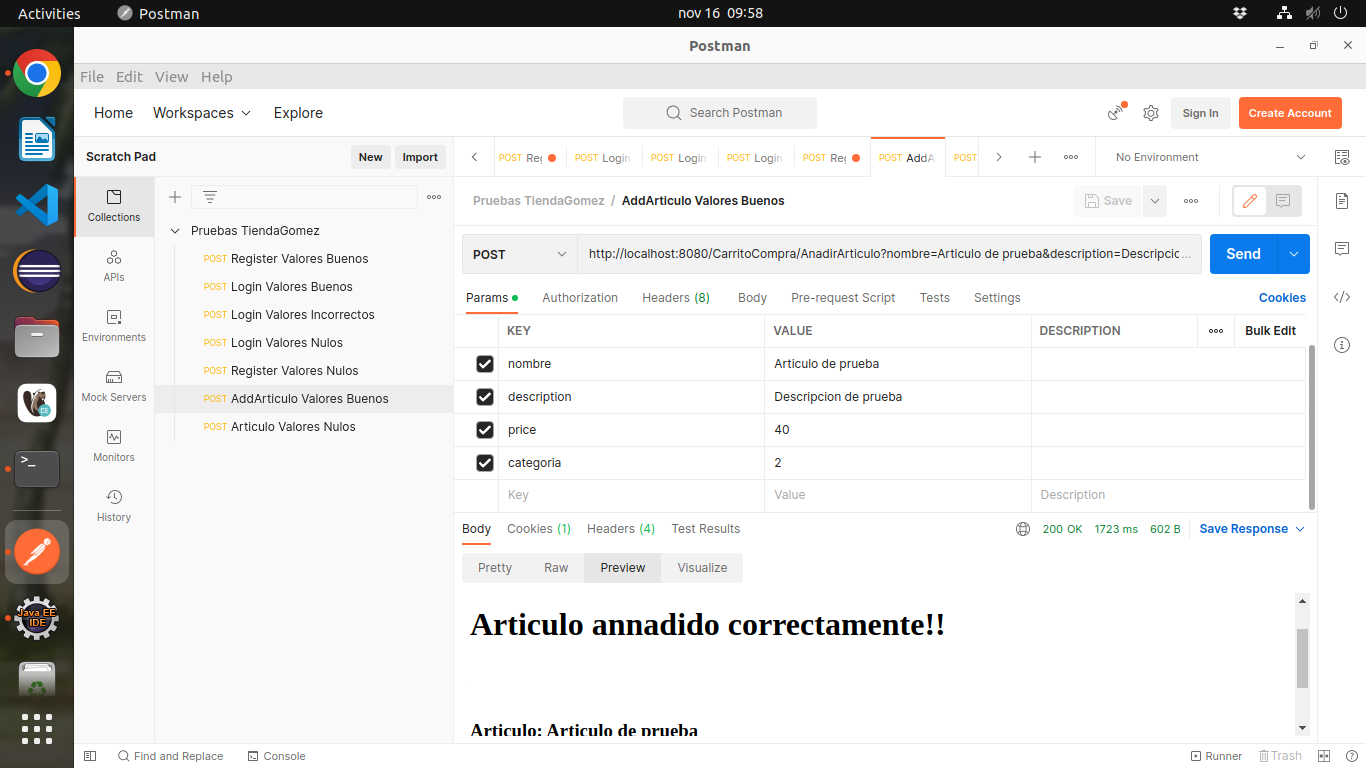 Activities Postman nov 16 09:58
Postman
File Edit View Help
Home Workspaces Explore Search Postman Sign In Create Account
Scratch Pad New Import POST Reg POST Login POST Login POST Login POST Reg POST AddA POST No Environment
Collections
APIs
Environments
Mock Servers
Monitors
History
Pruebas TiendaGomez
POST Register Valores Buenos
POST Login Valores Buenos
POST Login Valores Incorrectos
POST Login Valores Nulos
POST Register Valores Nulos
POST AddArticulo Valores Buenos
POST Articulo Valores Nulos
Pruebas TiendaGomez / AddArticulo Valores Buenos Save
POST http://localhost:8080/CarritoCompra/AnadirArticulo?nombre=Articulo de prueba&description=Descripcic... Send
Params Authorization Headers (8) Body Pre-request Script Tests Settings Cookies
KEY VALUE DESCRIPTION Bulk Edit
nombre Articulo de prueba
description Descripcion de prueba
price 40
categoria 2
Key Value Description
Body Cookies (1) Headers (4) Test Results 200 OK 1723 ms 602 B Save Response
Pretty Raw Preview Visualize
Articulo annadido correctamente!!
Articulo: Articulo de prueba
CE
>_
Java EE
IDE
Find and Replace Console Runner Trash